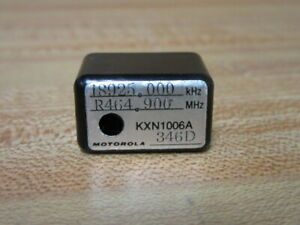 18925.000 kHz
R464.900 MHz
KXN1006A
346D
MOTOROLA